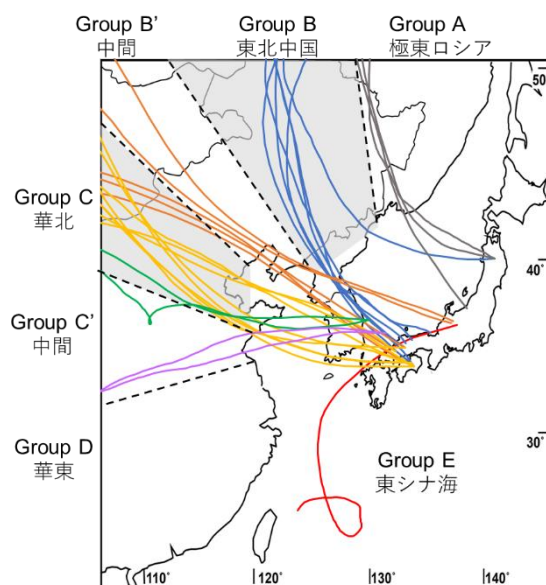 Group B’
中間
Group B
東北中国
Group A
極東ロシア
50
Group C
華北
40˚
Group C’
中間
Group D
華東
30˚
Group E
東シナ海
110˚
120˚
130˚
140˚